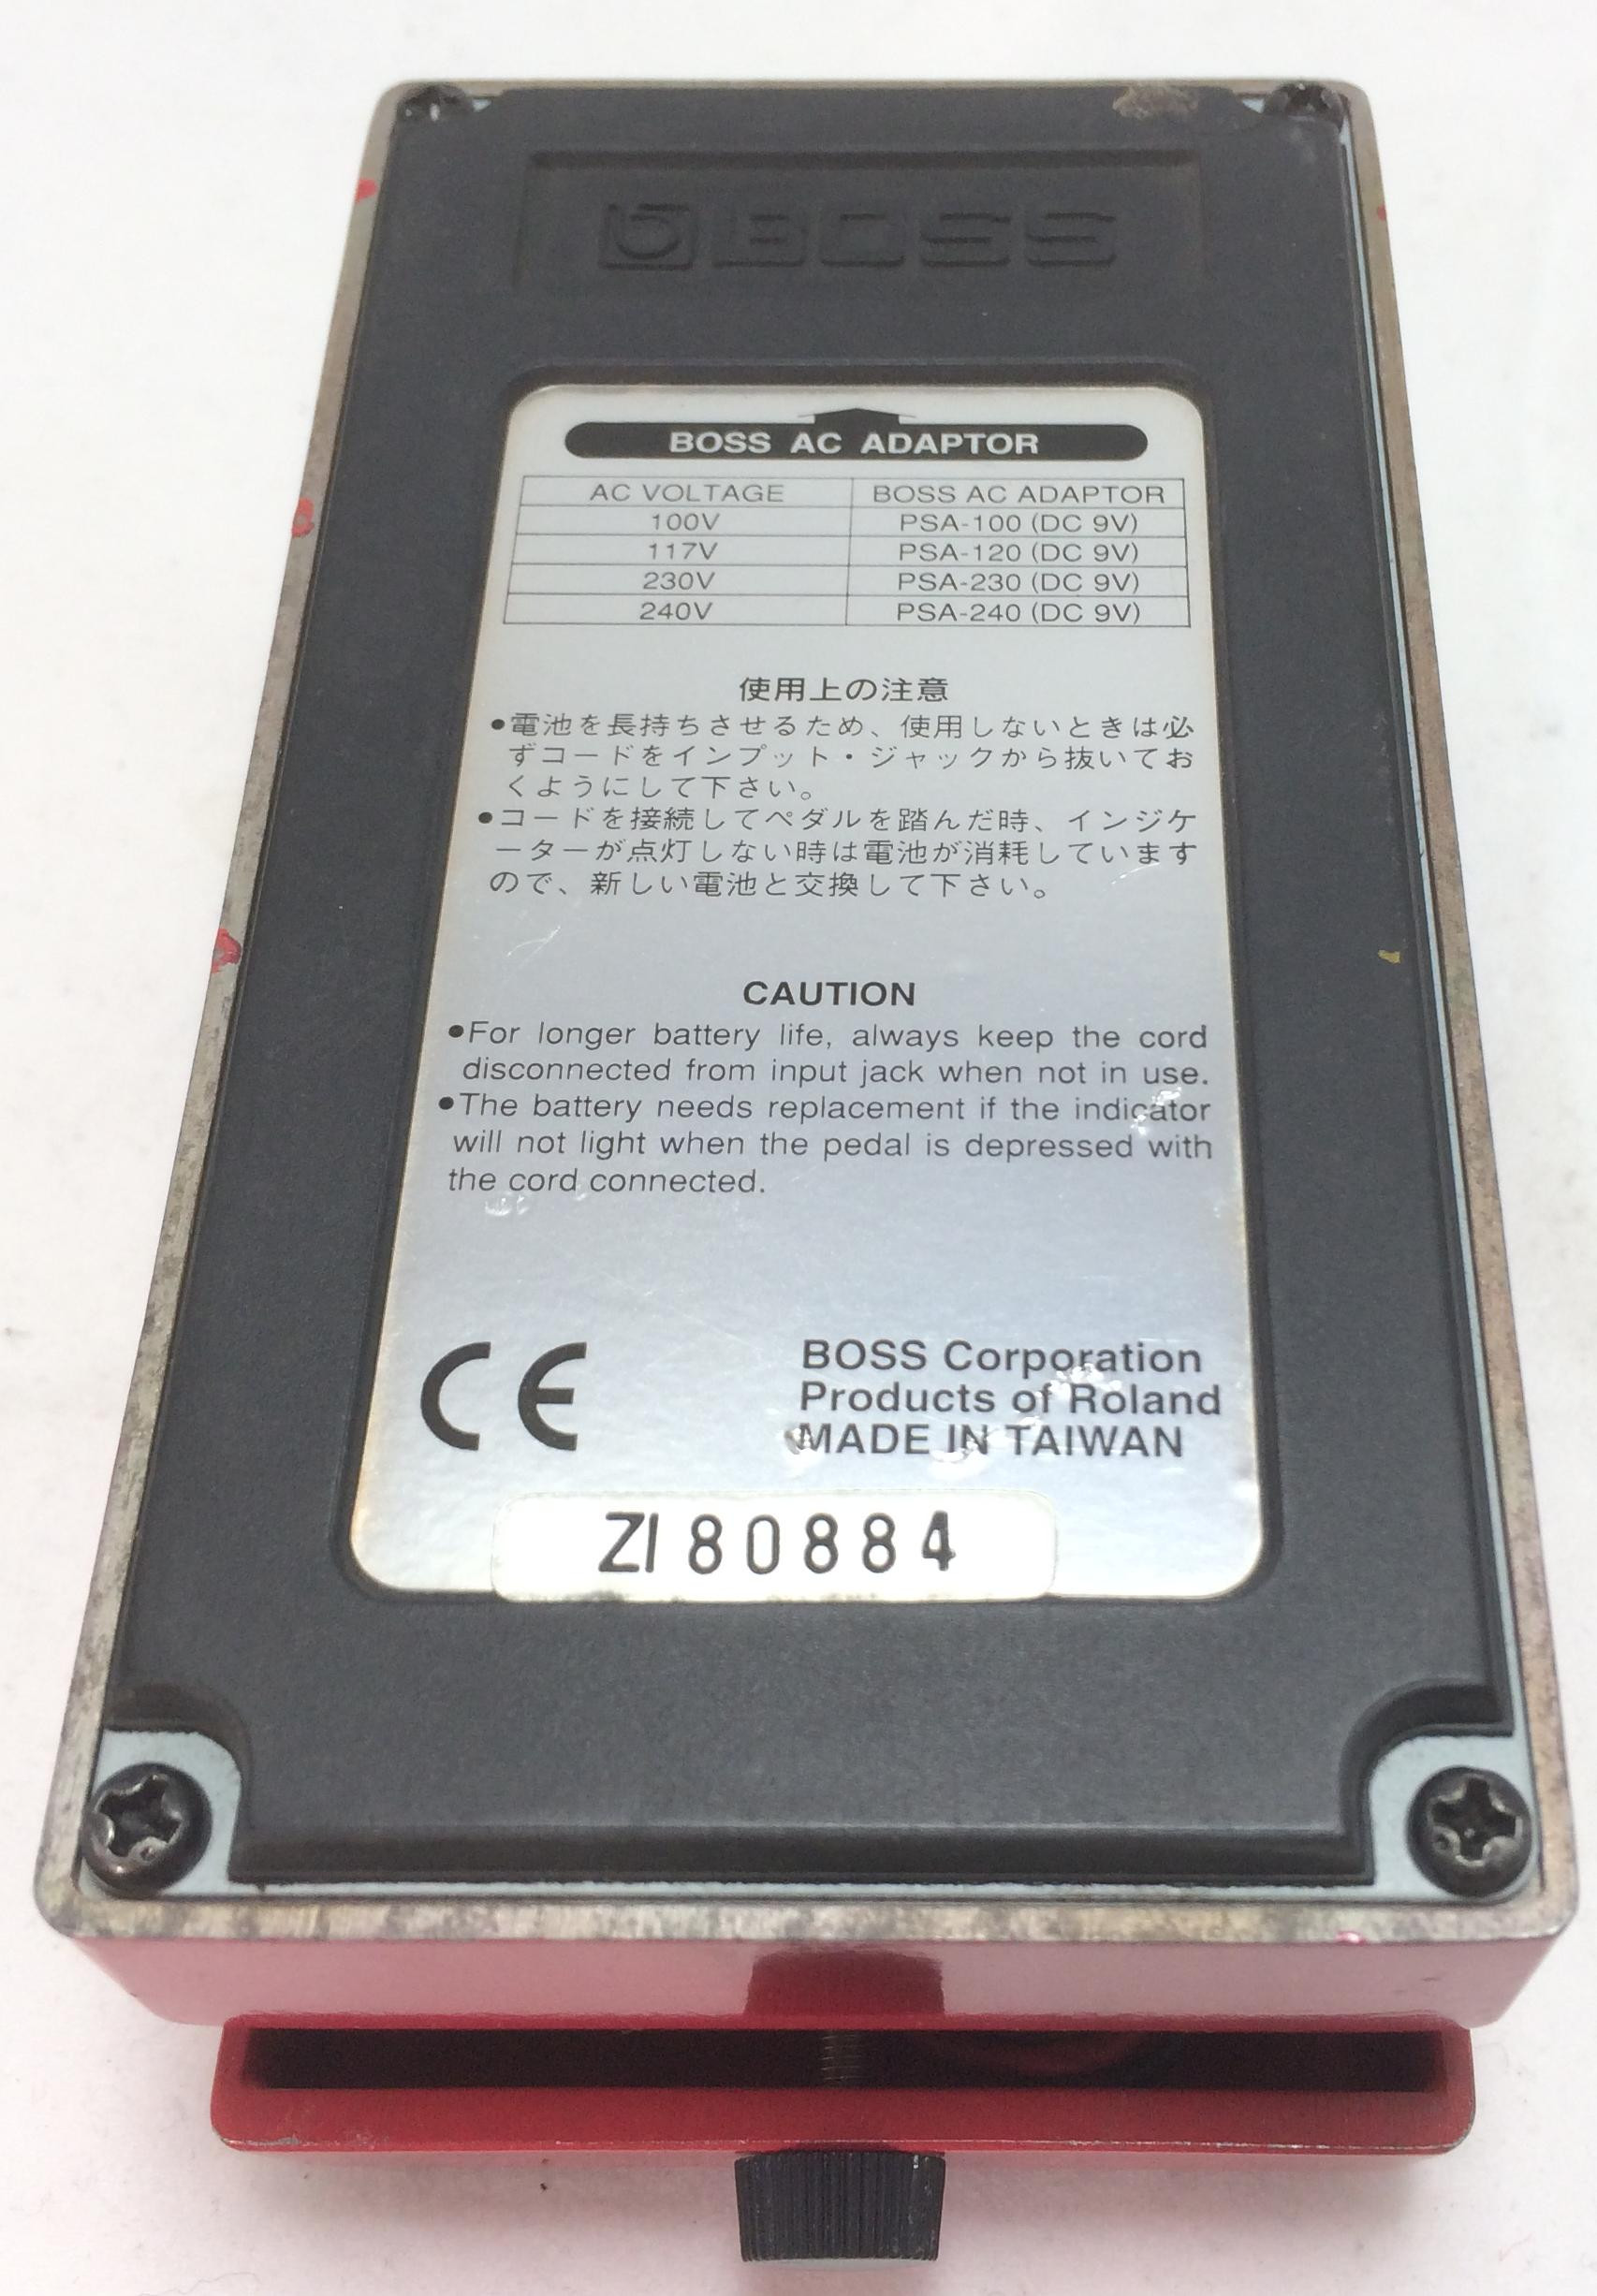 BOSS
BOSS AC ADAPTOR
AC VOLTAGE BOSS AC ADAPTOR
100V PSA-100 (DC 9V)
117V PSA-120 (DC 9V)
230V PSA-230 (DC 9V)
240V PSA-240 (DC 9V)
使用上の注意
●電池を長持ちさせるため、使用しないときは必
ずコードをインプット・ジャックから抜いてお
くようにして下さい。
●コードを接続してペダルを踏んだ時、インジケ
ーターが点灯しない時は電池が消耗しています
ので、新しい電池と交換して下さい。
CAUTION
●For longer battery life, always keep the cord
disconnected from input jack when not in use.
●The battery needs replacement if the indicator
will not light when the pedal is depressed with
the cord connected.
CE
BOSS Corporation
Products of Roland
MADE IN TAIWAN
ZI 80884